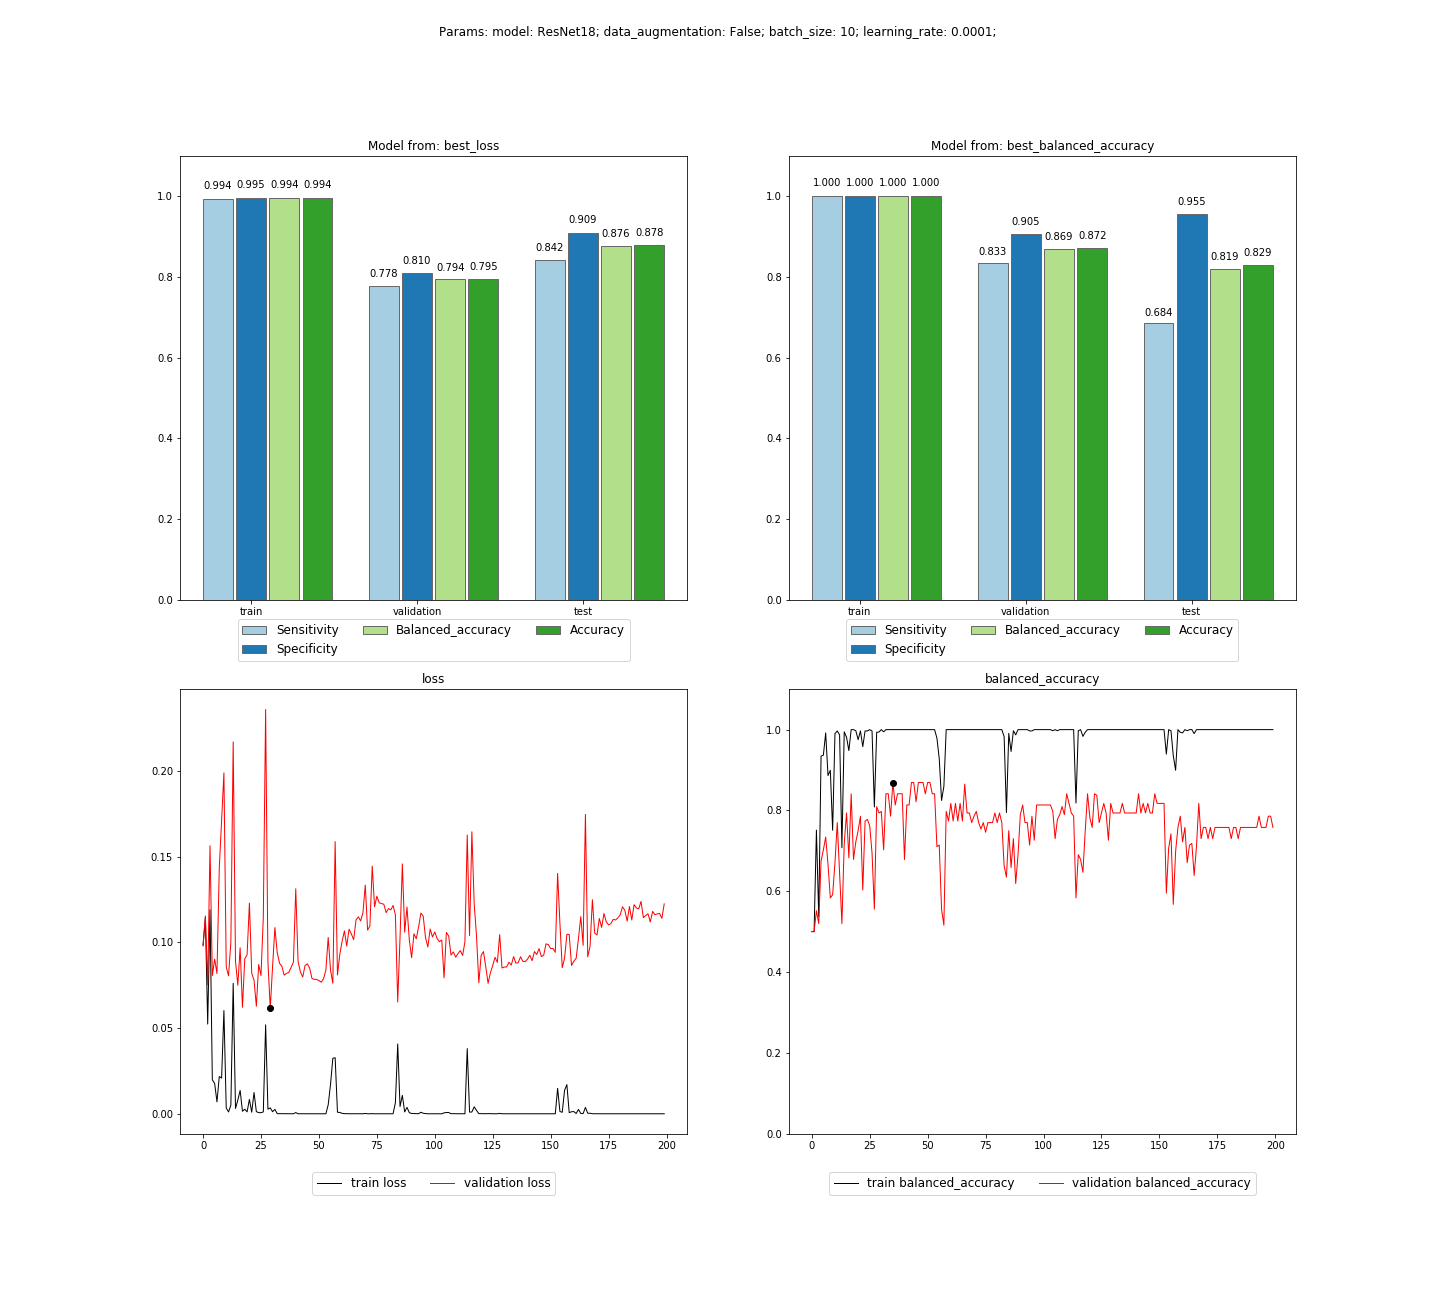 Params: model: ResNet18; data_augmentation: False; batch_size: 10; learning_rate: 0.0001;
Model from: best_loss
0.994 0.995 0.994 0.994
0.778 0.810 0.794 0.795
0.842 0.909 0.876 0.878
1.0
0.8
0.6
0.4
0.2
0.0
train validation test
Sensitivity Balanced_accuracy Accuracy
Specificity
Model from: best_balanced_accuracy
1.000 1.000 1.000 1.000
0.833 0.905 0.869 0.872
0.684 0.955 0.819 0.829
1.0
0.8
0.6
0.4
0.2
0.0
train validation test
Sensitivity Balanced_accuracy Accuracy
Specificity
loss
0.20
0.15
0.10
0.05
0.00
0 25 50 75 100 125 150 175 200
train loss validation loss
balanced_accuracy
1.0
0.8
0.6
0.4
0.2
0.0
0 25 50 75 100 125 150 175 200
train balanced_accuracy validation balanced_accuracy